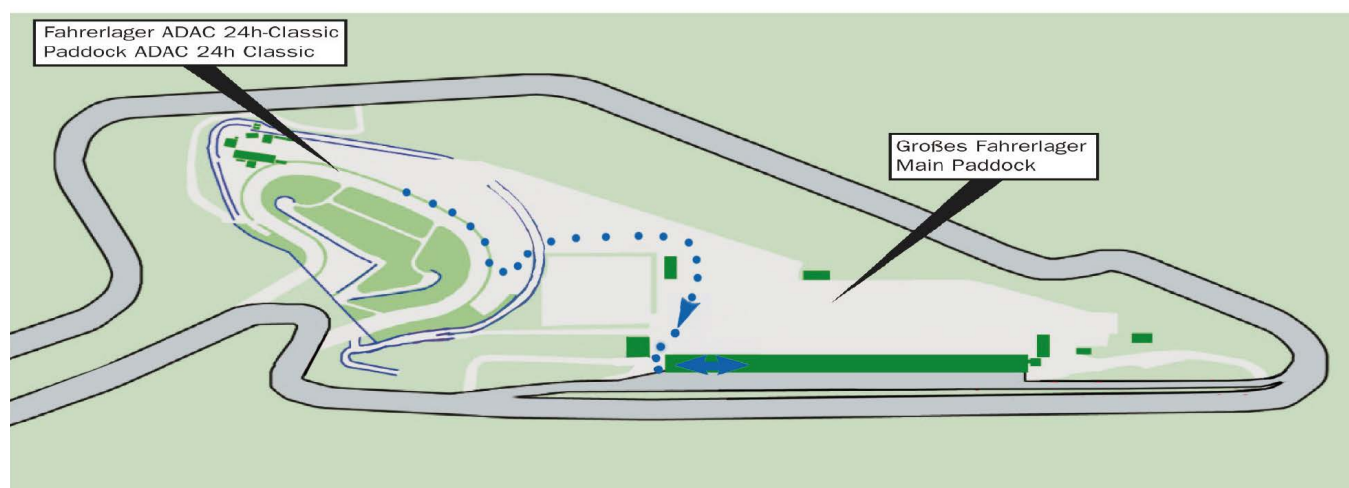 Fahrerlager ADAC 24h-Classic
Paddock ADAC 24h Classic
Großes Fahrerlager
Main Paddock